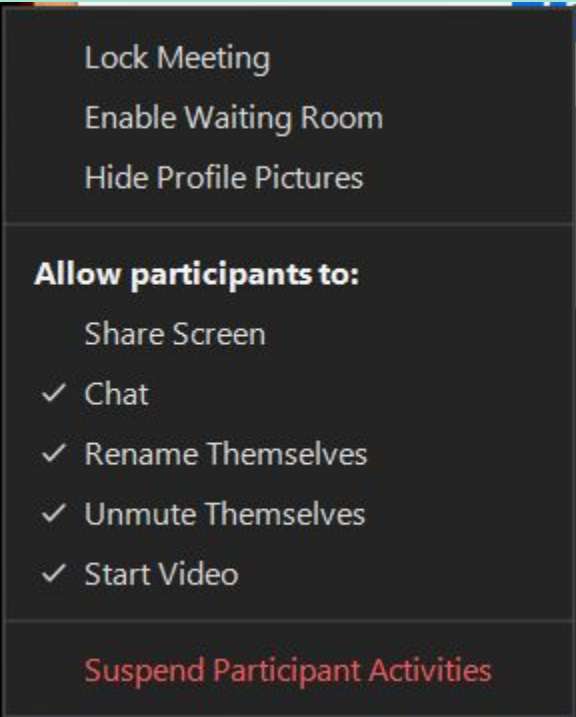 Lock Meeting
Enable Waiting Room
Hide Profile Pictures
Allow participants to:
Share Screen
Chat
Rename Themselves
Unmute Themselves
Start Video
Suspend Participant Activities